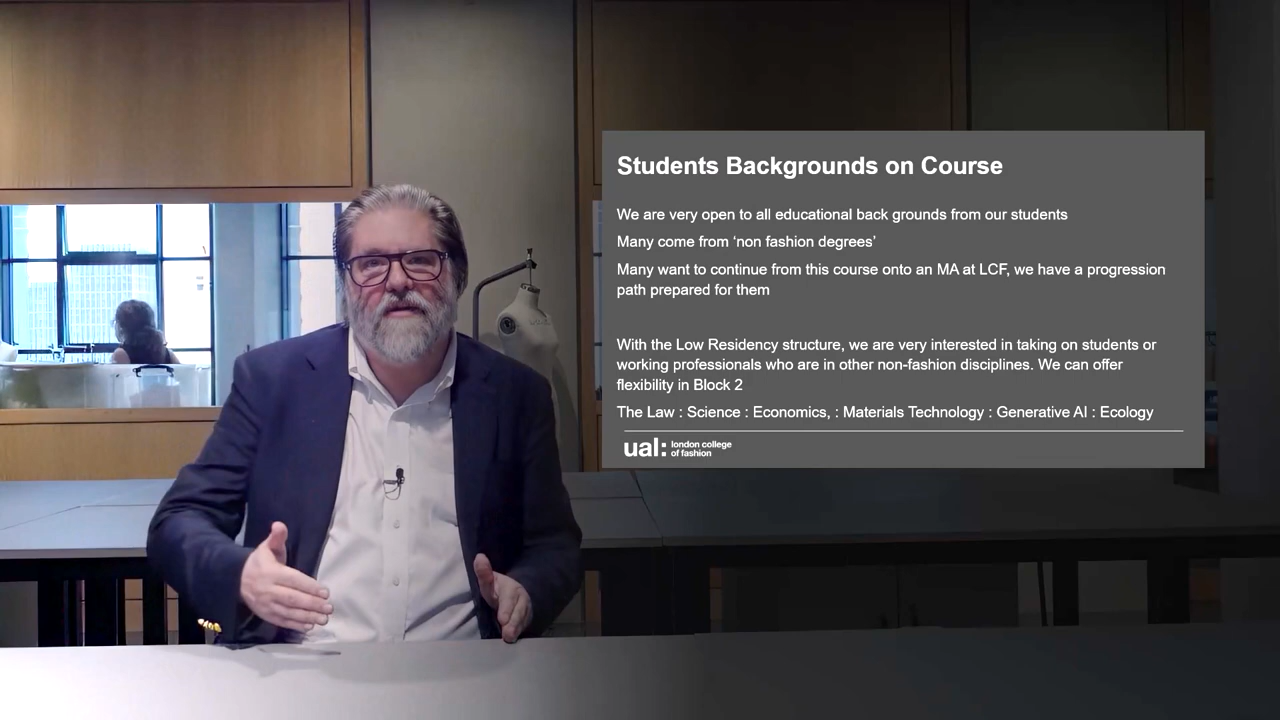 Students Backgrounds on Course
We are very open to all educational back grounds from our students
Many come from ‘non fashion degrees’
Many want to continue from this course onto an MA at LCF, we have a progression
path prepared for them
With the Low Residency structure, we are very interested in taking on students or
working professionals who are in other non-fashion disciplines. We can offer
flexibility in Block 2
The Law : Science : Economics, : Materials Technology : Generative AI : Ecology
ual: london college
of fashion